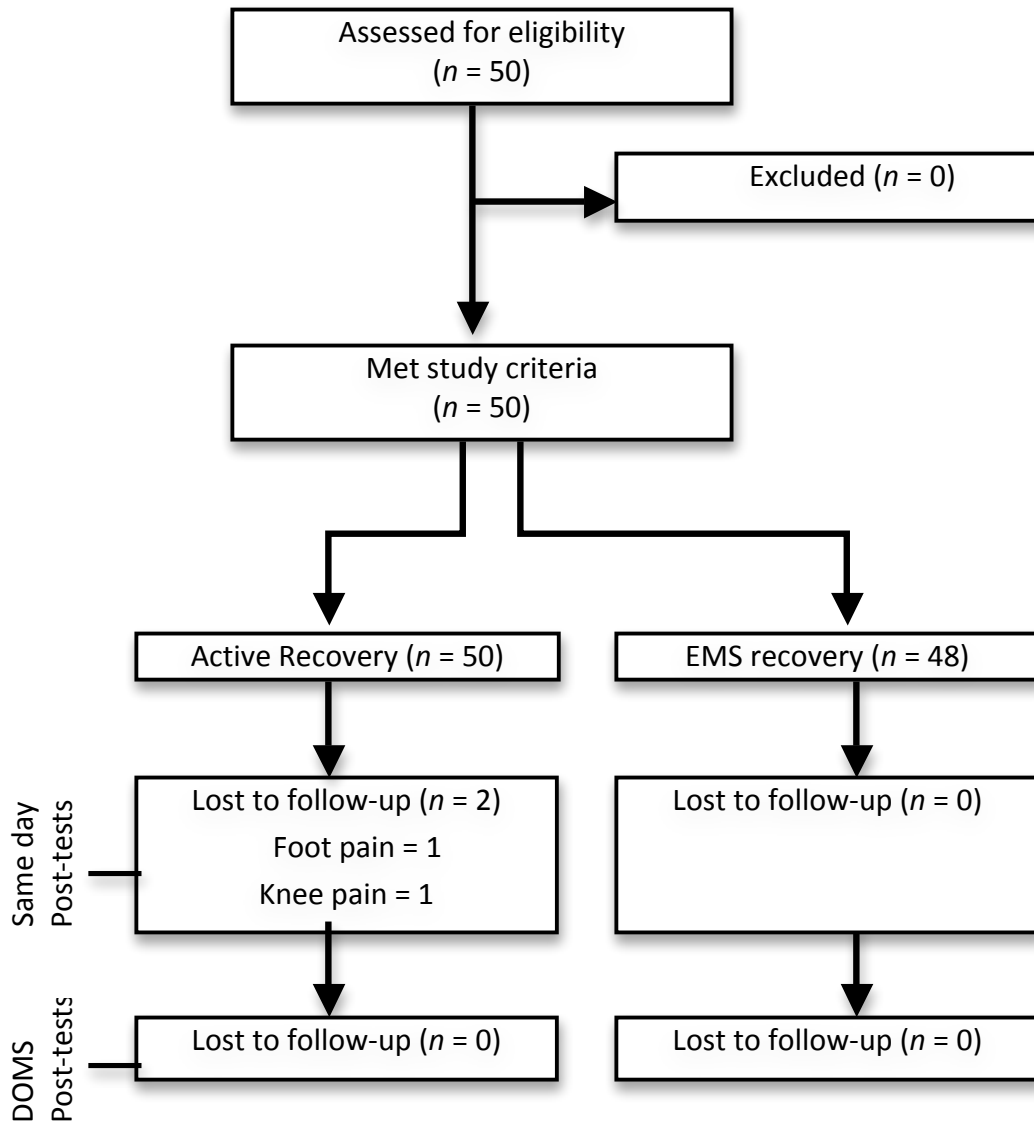 Assessed for eligibility
(n = 50)
Excluded (n = 0)
Met study criteria
(n = 50)
Active Recovery (n = 50)
EMS recovery (n = 48)
Same day
Post-tests
Lost to follow-up (n = 2)
Foot pain = 1
Knee pain = 1
Lost to follow-up (n = 0)
DOMS
Post-tests
Lost to follow-up (n = 0)
Lost to follow-up (n = 0)